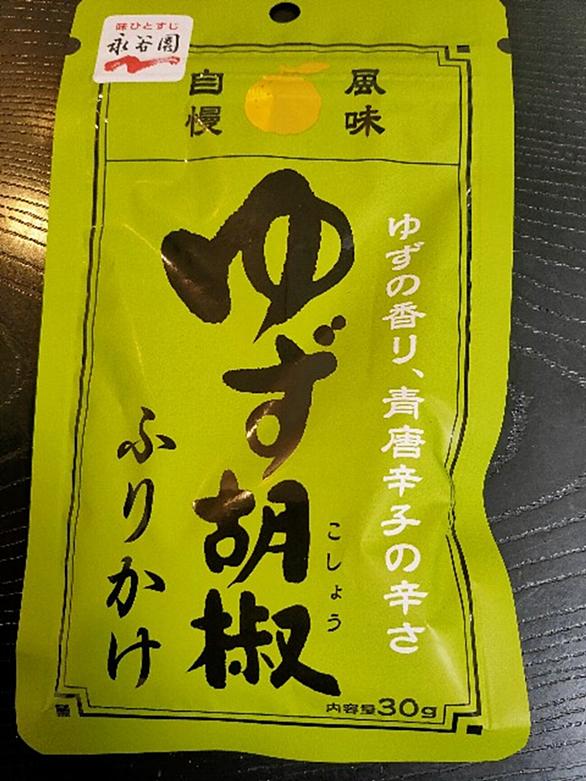 味ひとすじ
永谷園
風味
自慢
ゆずの香り、青唐辛子の辛さ
ゆず胡椒
こしょう
ふりかけ
内容量30g